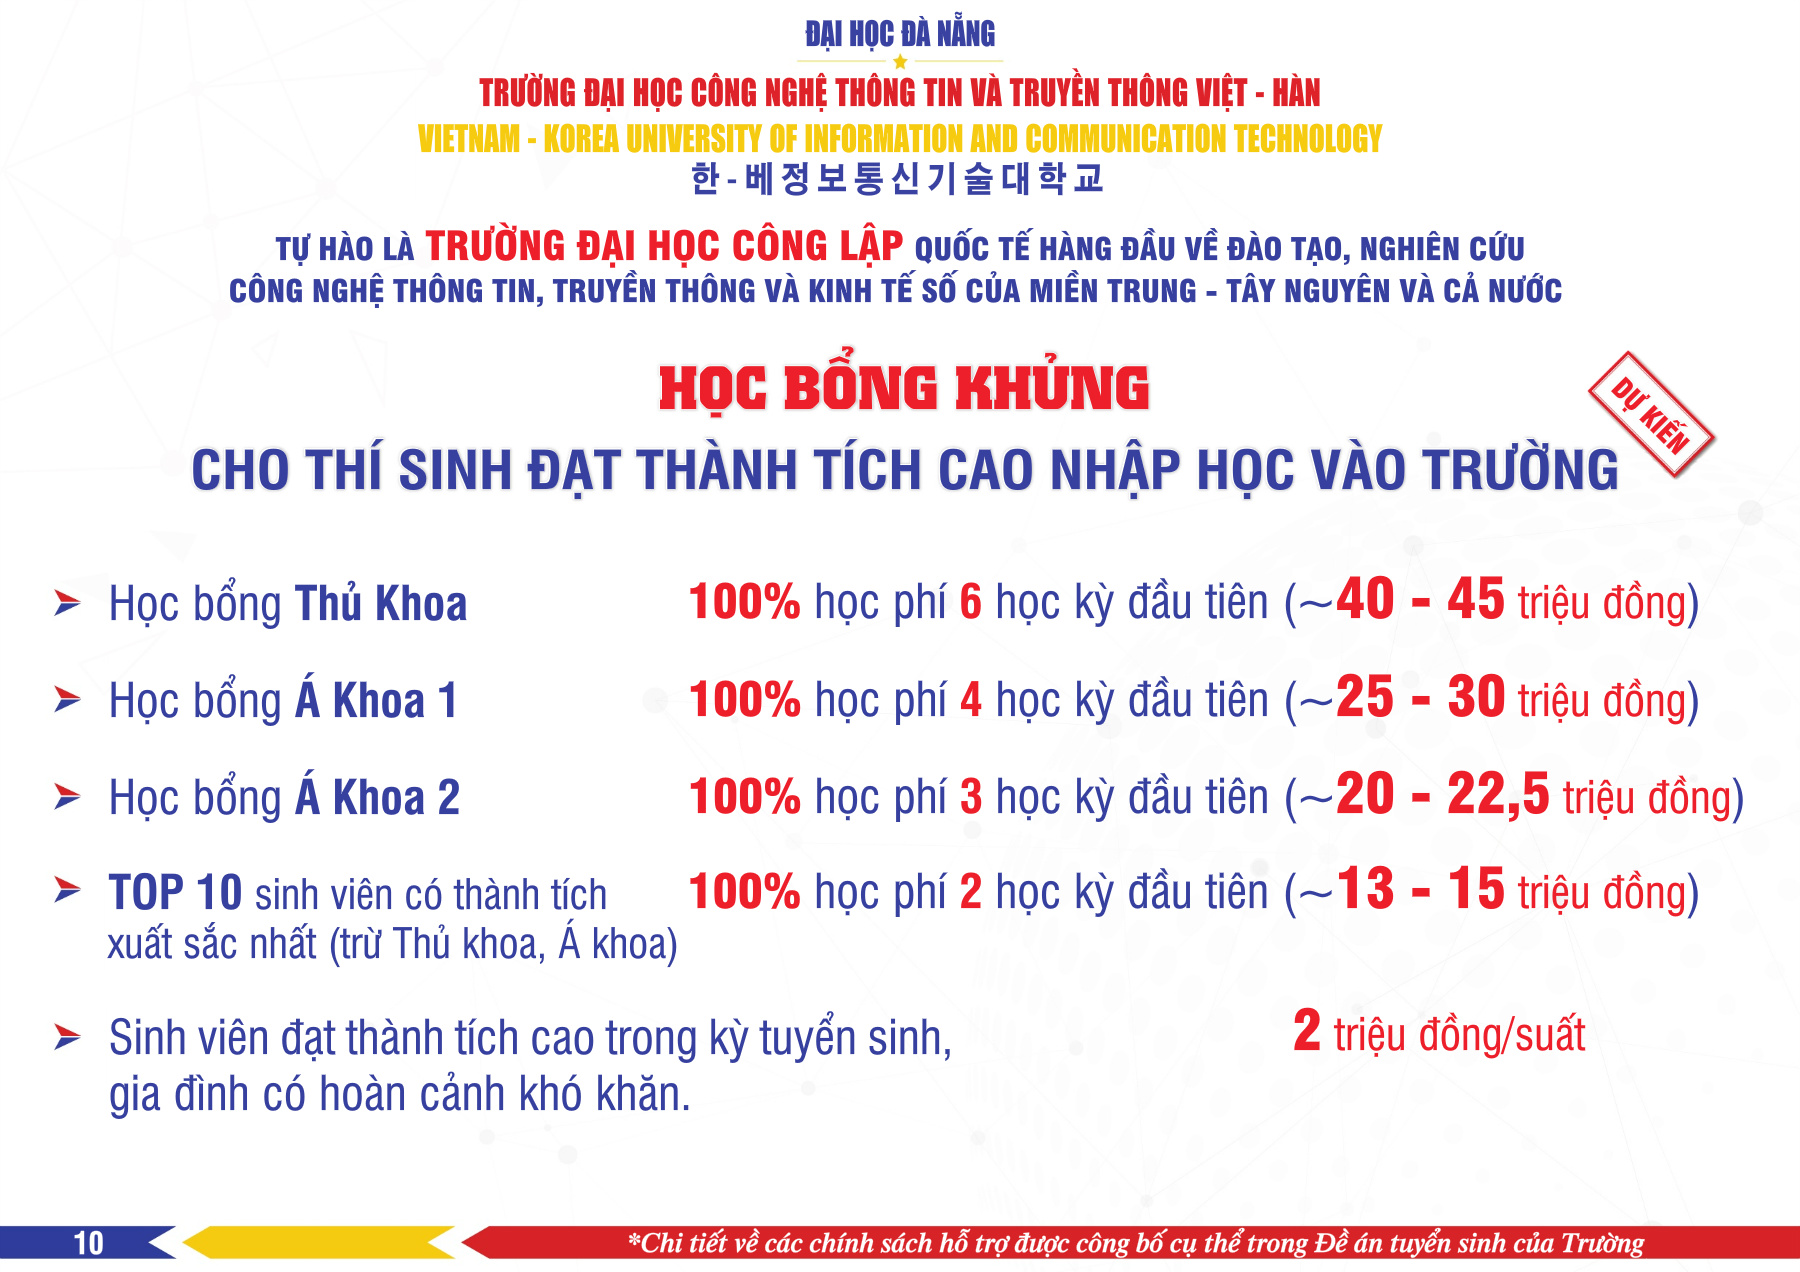 ĐẠI HỌC ĐÀ NẴNG
TRƯỜNG ĐẠI HỌC CÔNG NGHỆ THÔNG TIN VÀ TRUYỀN THÔNG VIỆT - HÀN
VIETNAM - KOREA UNIVERSITY OF INFORMATION AND COMMUNICATION TECHNOLOGY
한-베정보통신기술대학교
TỰ HÀO LÀ TRƯỜNG ĐẠI HỌC CÔNG LẬP QUỐC TẾ HÀNG ĐẦU VỀ ĐÀO TẠO, NGHIÊN CỨU
CÔNG NGHỆ THÔNG TIN, TRUYỀN THÔNG VÀ KINH TẾ SỐ CỦA MIỀN TRUNG - TÂY NGUYÊN VÀ CẢ NƯỚC
HỌC BỔNG KHỦNG
DỰ KIẾN
CHO THÍ SINH ĐẠT THÀNH TÍCH CAO NHẬP HỌC VÀO TRƯỜNG
Học bổng Thủ Khoa 100% học phí 6 học kỳ đầu tiên (~40 - 45 triệu đồng)
Học bổng Á Khoa 1 100% học phí 4 học kỳ đầu tiên (~25 - 30 triệu đồng)
Học bổng Á Khoa 2 100% học phí 3 học kỳ đầu tiên (~20 - 22,5 triệu đồng)
TOP 10 sinh viên có thành tích 100% học phí 2 học kỳ đầu tiên (~13 - 15 triệu đồng)
xuất sắc nhất (trừ Thủ khoa, Á khoa)
Sinh viên đạt thành tích cao trong kỳ tuyển sinh, 2 triệu đồng/suất
gia đình có hoàn cảnh khó khăn.
10 *Chi tiết về các chính sách hỗ trợ được công bố cụ thể trong Đề án tuyển sinh của Trường